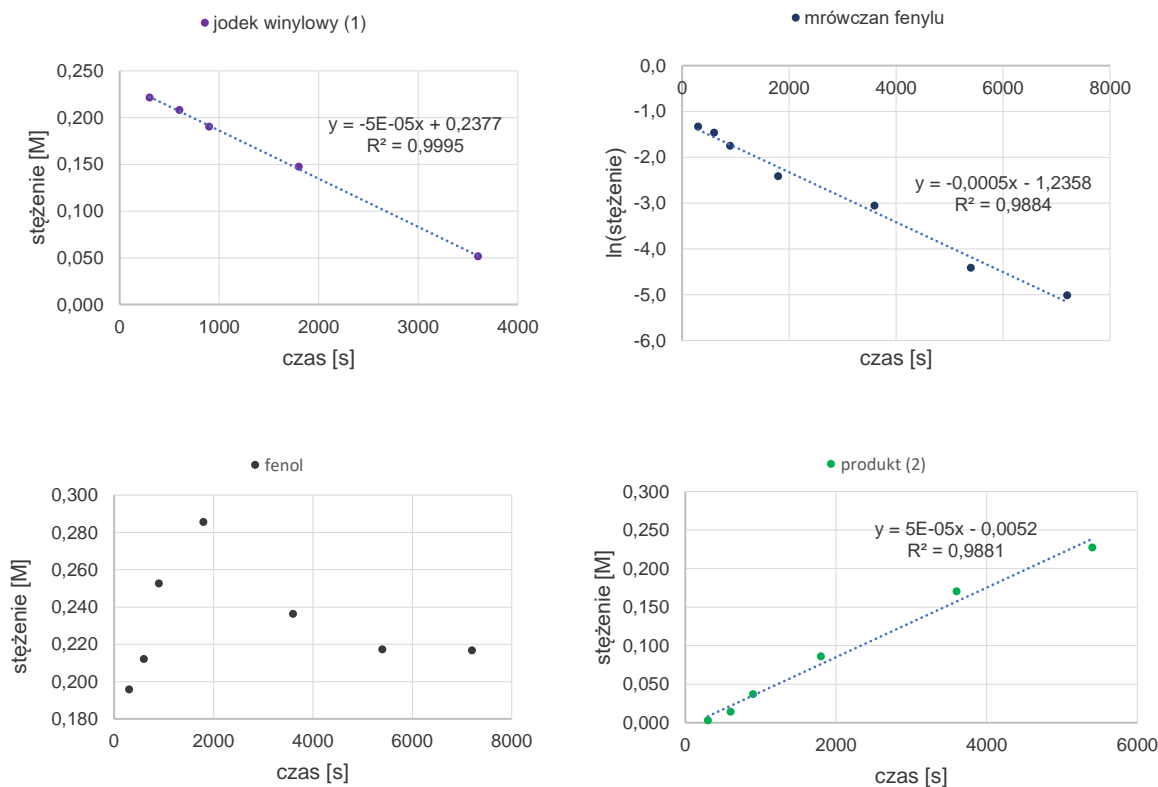 jodek winylowy (1)
0,250
0,200
0,150
0,100
0,050
0,000
0
1000
2000
3000
4000
y = -5E-05x + 0,2377
R² = 0,9995
stężenie [M]
czas [s]
mrówczan fenylu
0,0
-1,0
-2,0
-3,0
-4,0
-5,0
-6,0
0
2000
4000
6000
8000
y = -0,0005x - 1,2358
R² = 0,9884
ln(stężenie)
czas [s]
fenol
0,300
0,280
0,260
0,240
0,220
0,200
0,180
0
2000
4000
6000
8000
stężenie [M]
czas [s]
produkt (2)
0,300
0,250
0,200
0,150
0,100
0,050
0,000
0
2000
4000
6000
y = 5E-05x - 0,0052
R² = 0,9881
stężenie [M]
czas [s]